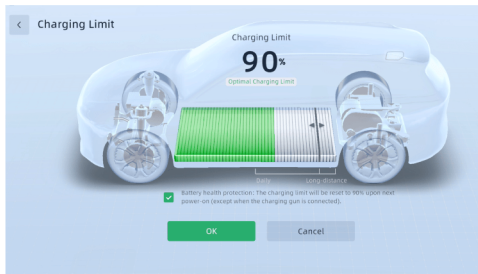 Charging Limit
Charging Limit
90%
Optimal Charging Limit
Daily
Long-distance
Battery health protection: The charging limit will be reset to 90% upon next
power-on (except when the charging gun is connected).
OK
Cancel